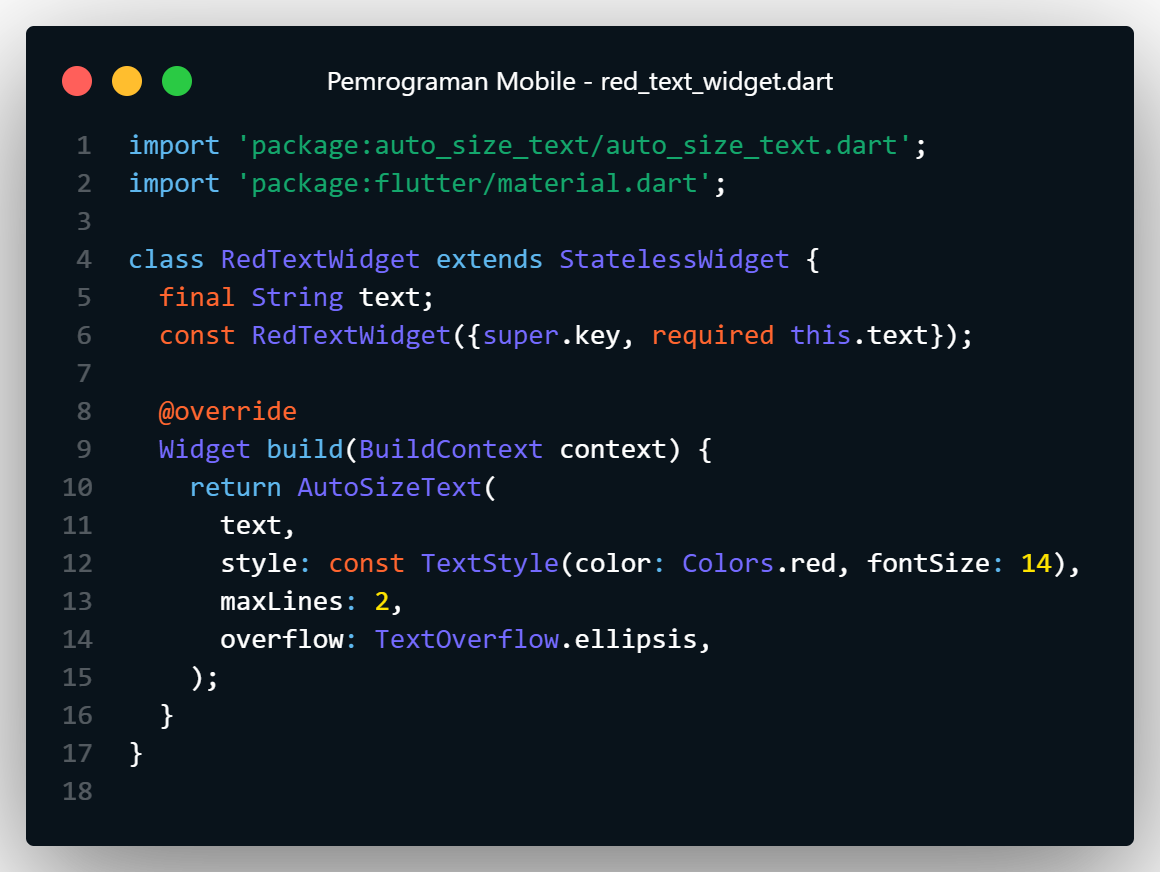 Pemrograman Mobile - red_text_widget.dart
1 import 'package:auto_size_text/auto_size_text.dart';
2 import 'package:flutter/material.dart';
3
4 class RedTextWidget extends StatelessWidget {
5   final String text;
6   const RedTextWidget({super.key, required this.text});
7
8   @override
9   Widget build(BuildContext context) {
10     return AutoSizeText(
11       text,
12       style: const TextStyle(color: Colors.red, fontSize: 14),
13       maxLines: 2,
14       overflow: TextOverflow.ellipsis,
15     );
16   }
17 }
18